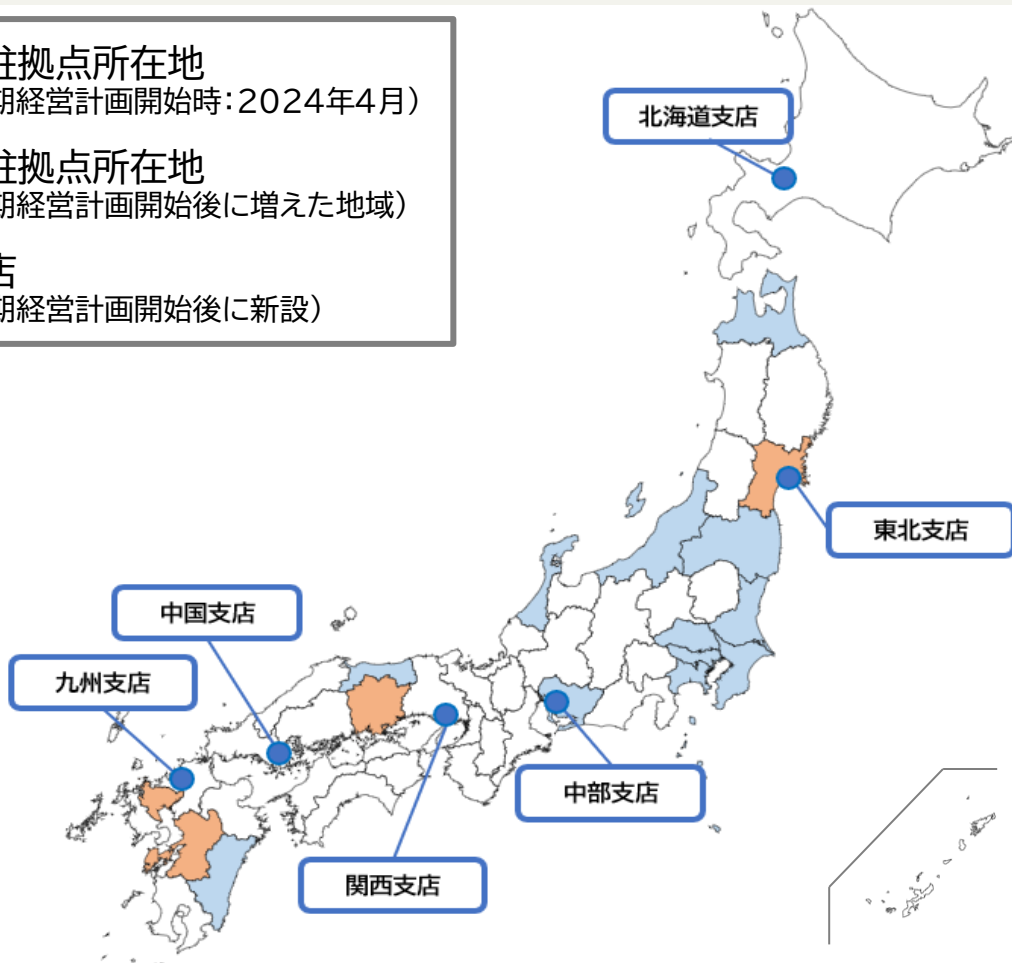 拠点所在地
期経営計画開始時：2024年4月）
拠点所在地
期経営計画開始後に増えた地域）
店
期経営計画開始後に新設）
北海道支店
東北支店
中国支店
九州支店
中部支店
関西支店